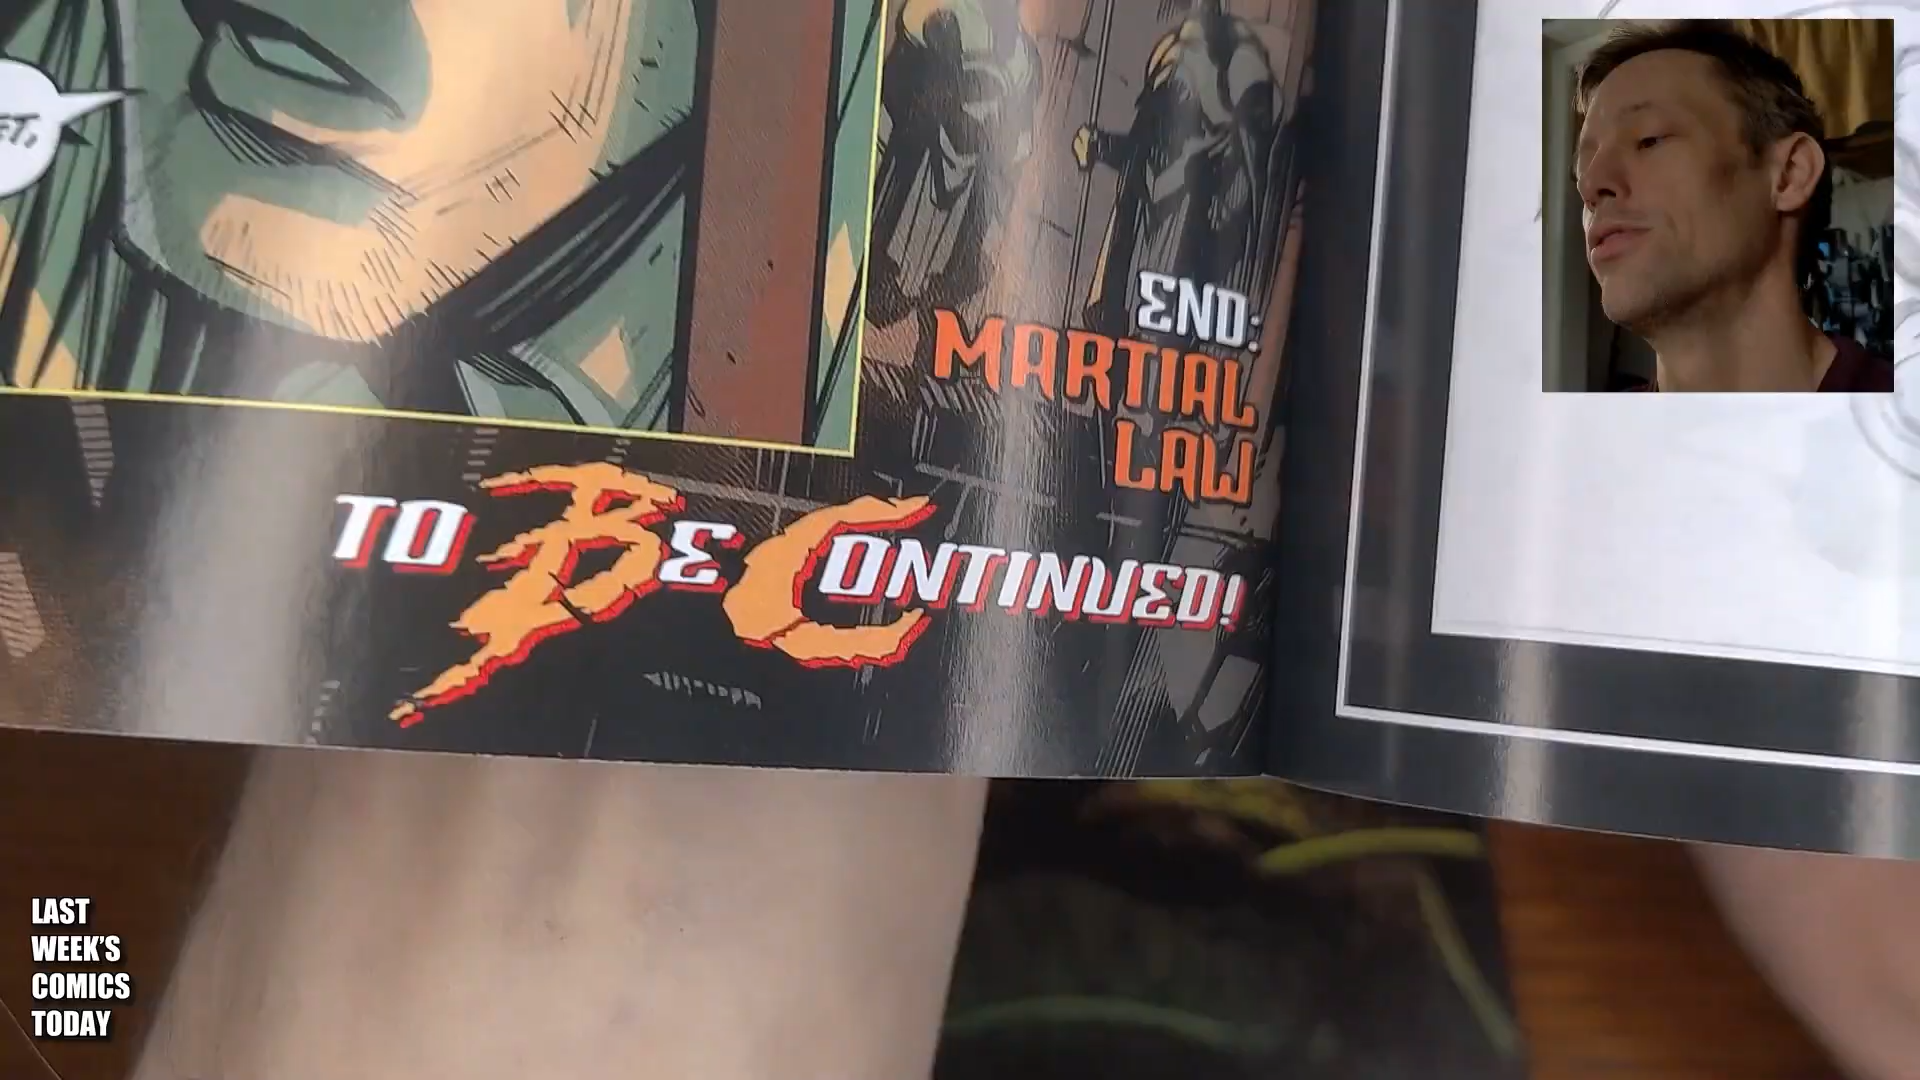 END:
MARTIAL
LAW
TO BE CONTINUED!
LAST
WEEK'S
COMICS
TODAY